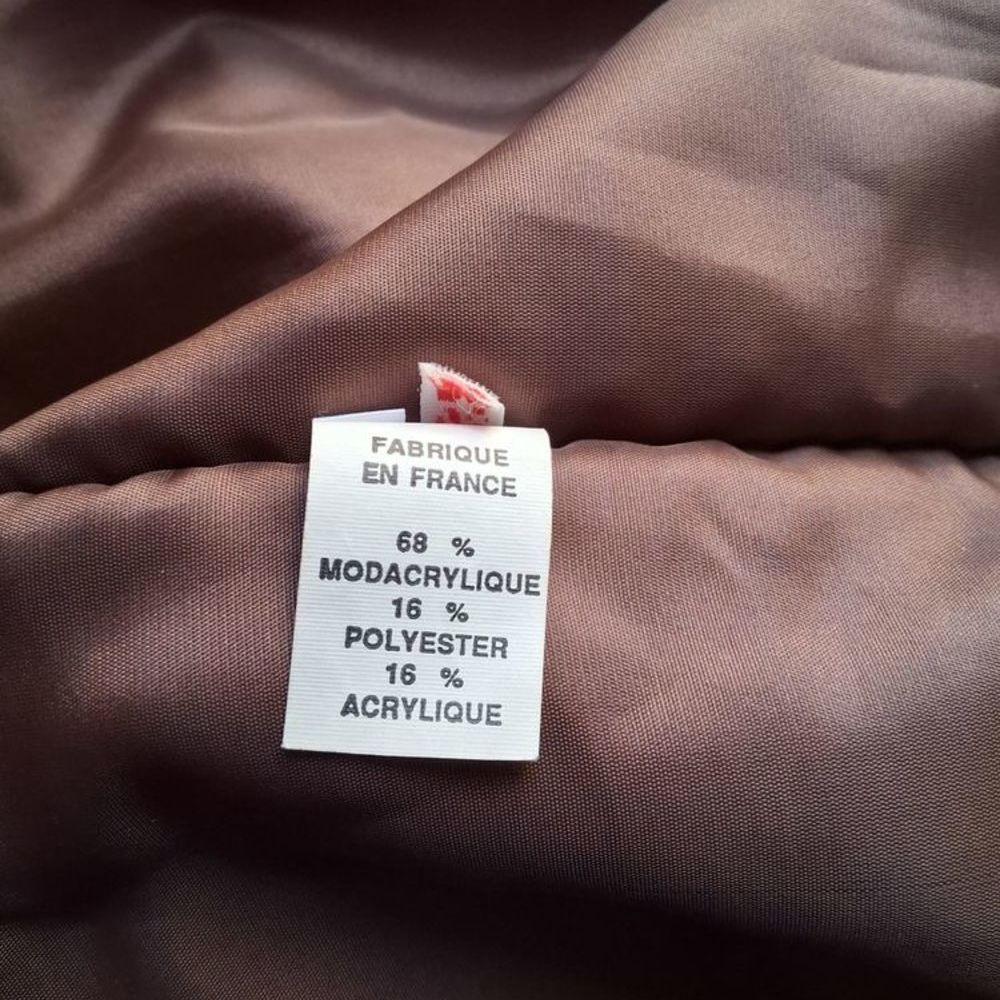 FABRIQUE
EN FRANCE
68 %
MODACRYLIQUE
16 %
POLYESTER
16 %
ACRYLIQUE